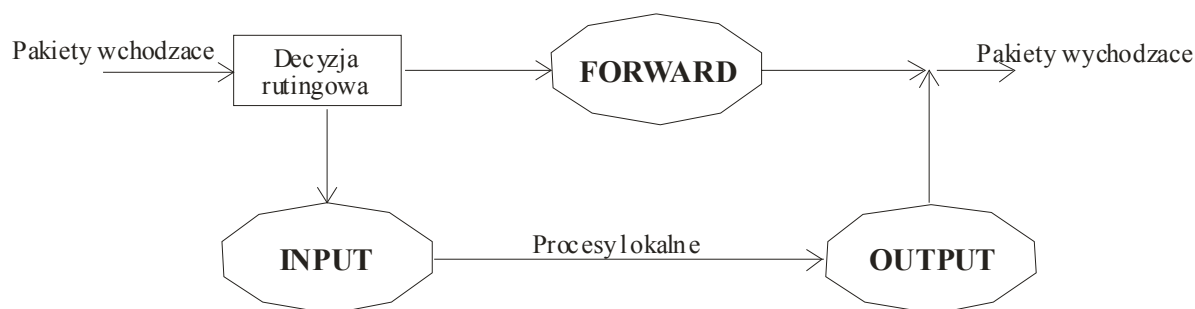 Pakiety wchodzace
Decyzja
rutingowa
FORWARD
Pakiety wychodzace
INPUT
Procesy lokalne
OUTPUT